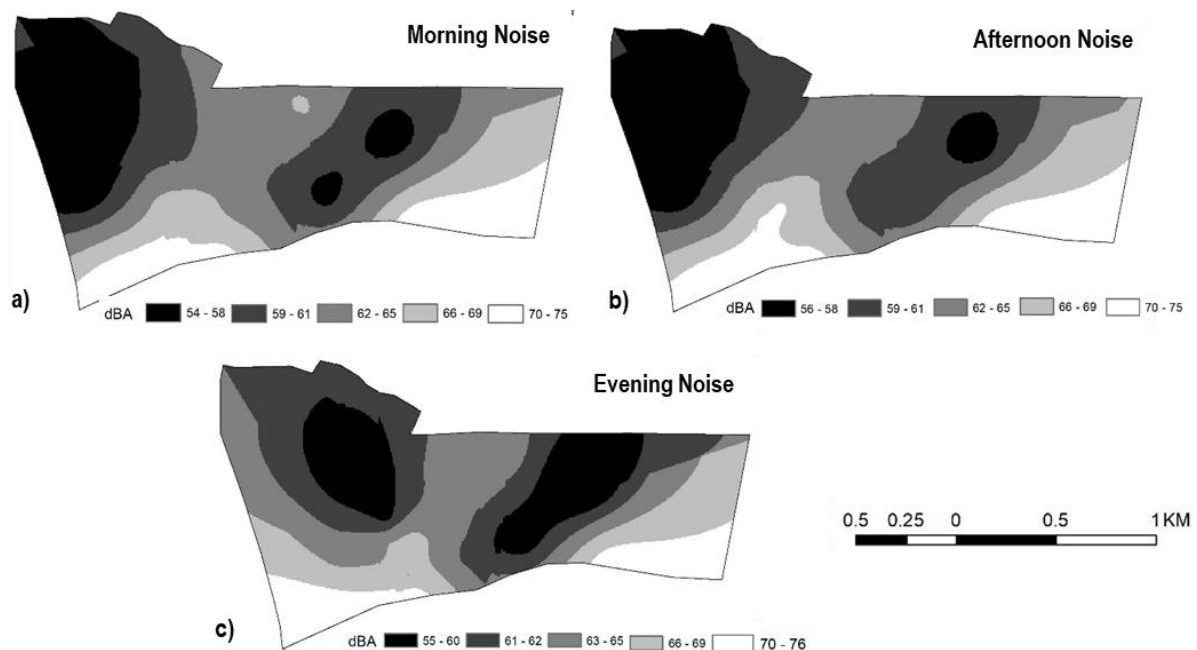 Morning Noise
Afternoon Noise
a)
dBA 54 - 58 59 - 61 62 - 65 66 - 69 70 - 75
b)
dBA 56 - 58 59 - 61 62 - 65 66 - 69 70 - 75
Evening Noise
0.5 0.25 0 0.5 1 KM
c)
dBA 55 - 60 61 - 62 63 - 65 66 - 69 70 - 76